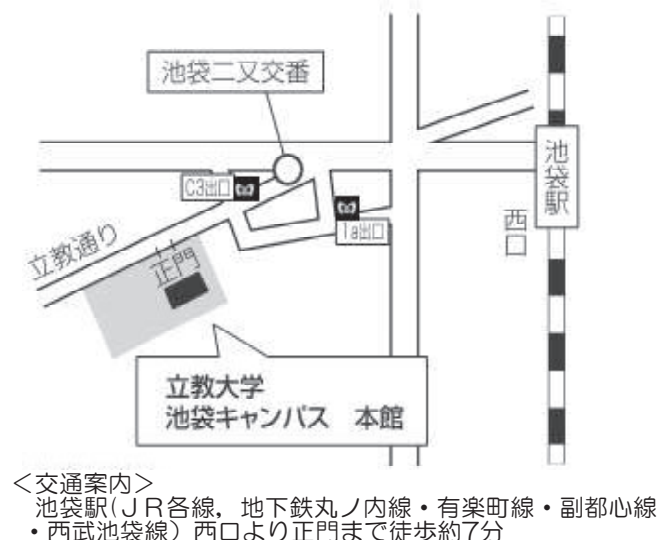 池袋二又交番
池袋駅
C3出口
西口
1a出口
立教通り
正門
立教大学
池袋キャンパス 本館
＜交通案内＞
池袋駅(ＪＲ各線，地下鉄丸ノ内線・有楽町線・副都心線
・西武池袋線）西口より正門まで徒歩約7分